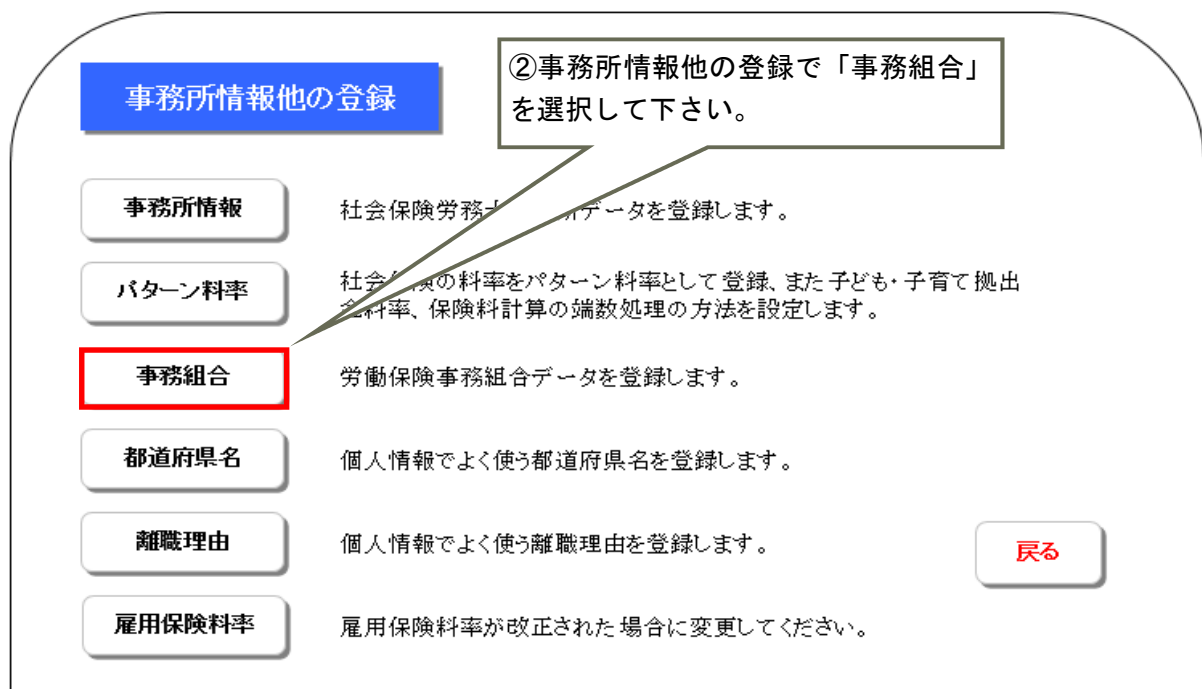 ②事務所情報他の登録で「事務組合」
を選択して下さい。
事務所情報他の登録
事務所情報
社会保険労務 データを登録します。
パターン料率
社会 険の料率をパターン料率として登録、また子ども・子育て拠出
料率、保険料計算の端数処理の方法を設定します。
事務組合
労働保険事務組合データを登録します。
都道府県名
個人情報でよく使う都道府県名を登録します。
離職理由
個人情報でよく使う離職理由を登録します。
戻る
雇用保険料率
雇用保険料率が改正された場合に変更してください。